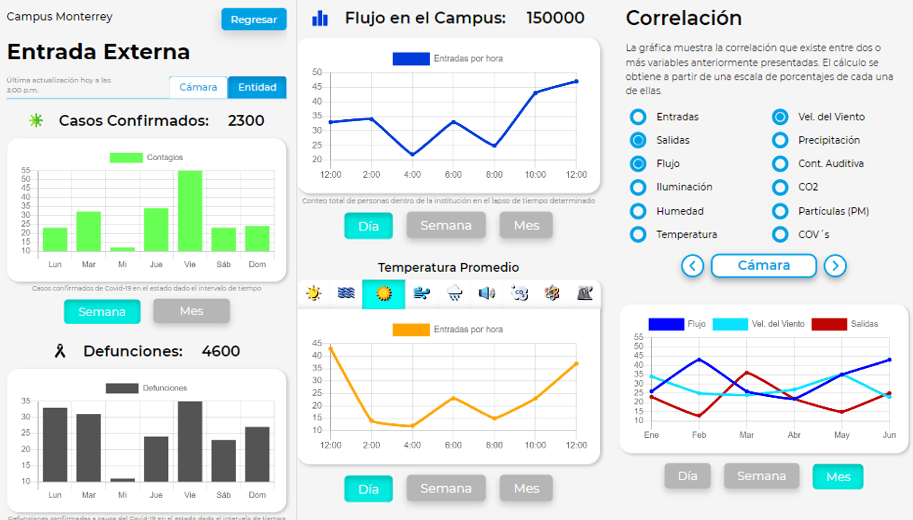 Campus Monterrey
Regresar
Entrada Externa
Última actualización hoy a las
3:00 p.m.
Cámara
Entidad
Casos Confirmados: 2300
Contagios
55
50
45
40
35
30
25
20
15
10
Lun Mar Mi Jue Vie Sáb Dom
Casos confirmados de Covid-19 en el estado dado el intervalo de tiempo
Semana
Mes
Defunciones: 4600
Defunciones
35
30
25
20
15
10
Lun Mar Mi Jue Vie Sáb Dom
Defunciones confirmadas a causa del Covid-19 en el estado dado el intervalo de tiempo
Flujo en el Campus: 150000
Entradas por hora
50
45
40
35
30
25
20
12:00 2:00 4:00 6:00 8:00 10:00 12:00
Conteo total de personas dentro de la institución en el lapso de tiempo determinado
Día
Semana
Mes
Temperatura Promedio
Entradas por hora
45
40
35
30
25
20
15
10
12:00 2:00 4:00 6:00 8:00 10:00 12:00
Día
Semana
Mes
Correlación
La gráfica muestra la correlación que existe entre dos o
más variables anteriormente presentadas. El cálculo se
obtiene a partir de una escala de porcentajes de cada una
de ellas.
Entradas
Salidas
Flujo
Iluminación
Humedad
Temperatura
Vel. del Viento
Precipitación
Cont. Auditiva
CO2
Partículas (PM)
COV´s
Cámara
Flujo
Vel. del Viento
Salidas
55
50
45
40
35
30
25
20
15
10
Ene Feb Mar Abr May Jun
Día
Semana
Mes